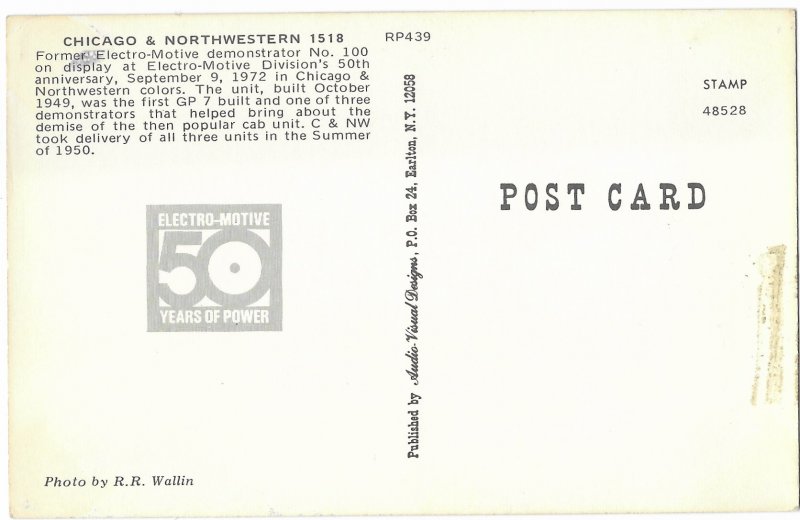 CHICAGO & NORTHWESTERN 1518
RP439
Former Electro-Motive demonstrator No. 100
on display at Electro-Motive Division's 50th
anniversary, September 9, 1972 in Chicago &
Northwestern colors. The unit, built October
1949, was the first GP 7 built and one of three
demonstrators that helped bring about the
demise of the then popular cab unit. C & NW
took delivery of all three units in the Summer
of 1950.
ELECTRO-MOTIVE
50
YEARS OF POWER
Photo by R.R. Wallin
Published by Audio-Visual Designs, P.O. Box 24, Earlton, N.Y. 12058
STAMP
48528
POST CARD